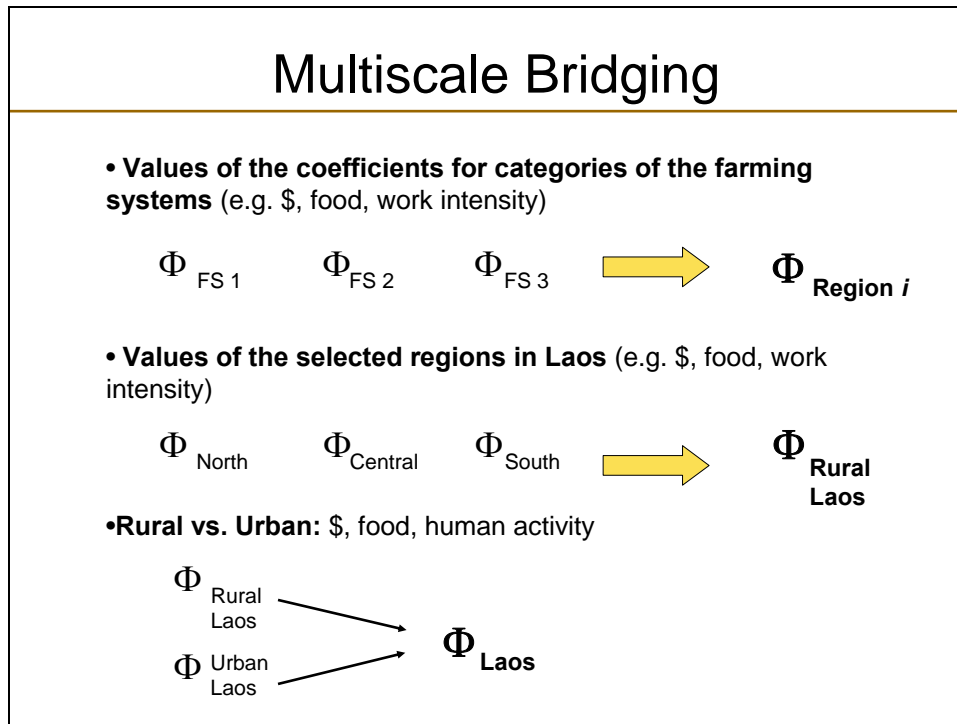 Multiscale Bridging
• Values of the coefficients for categories of the farming
systems (e.g. $, food, work intensity)
Φ FS 1 Φ FS 2 Φ FS 3 Φ Region i
• Values of the selected regions in Laos (e.g. $, food, work
intensity)
Φ North Φ Central Φ South Φ Rural
Laos
•Rural vs. Urban: $, food, human activity
Φ Rural
Laos
Φ Laos
Φ Urban
Laos